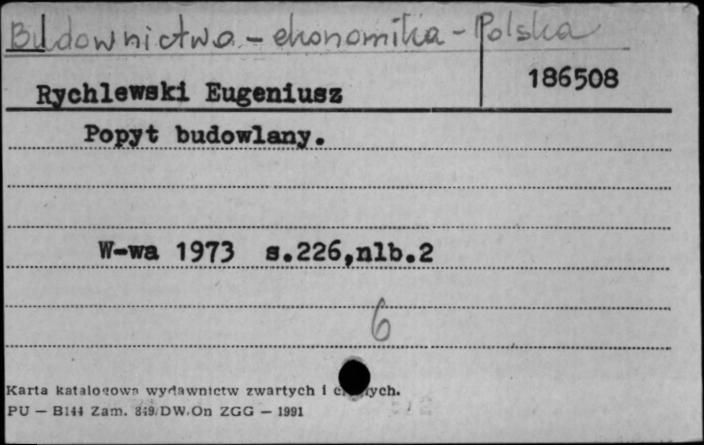 Budownictwo - ekonomika - Polska
186508
Rychlewski Eugeniusz
Popyt budowlany.
W-wa 1973 s.226,nlb.2
6
Karta katalogowa wydawnictw zwartych i
PU — B144 Zam. 849/DW.On ZGG — 1991